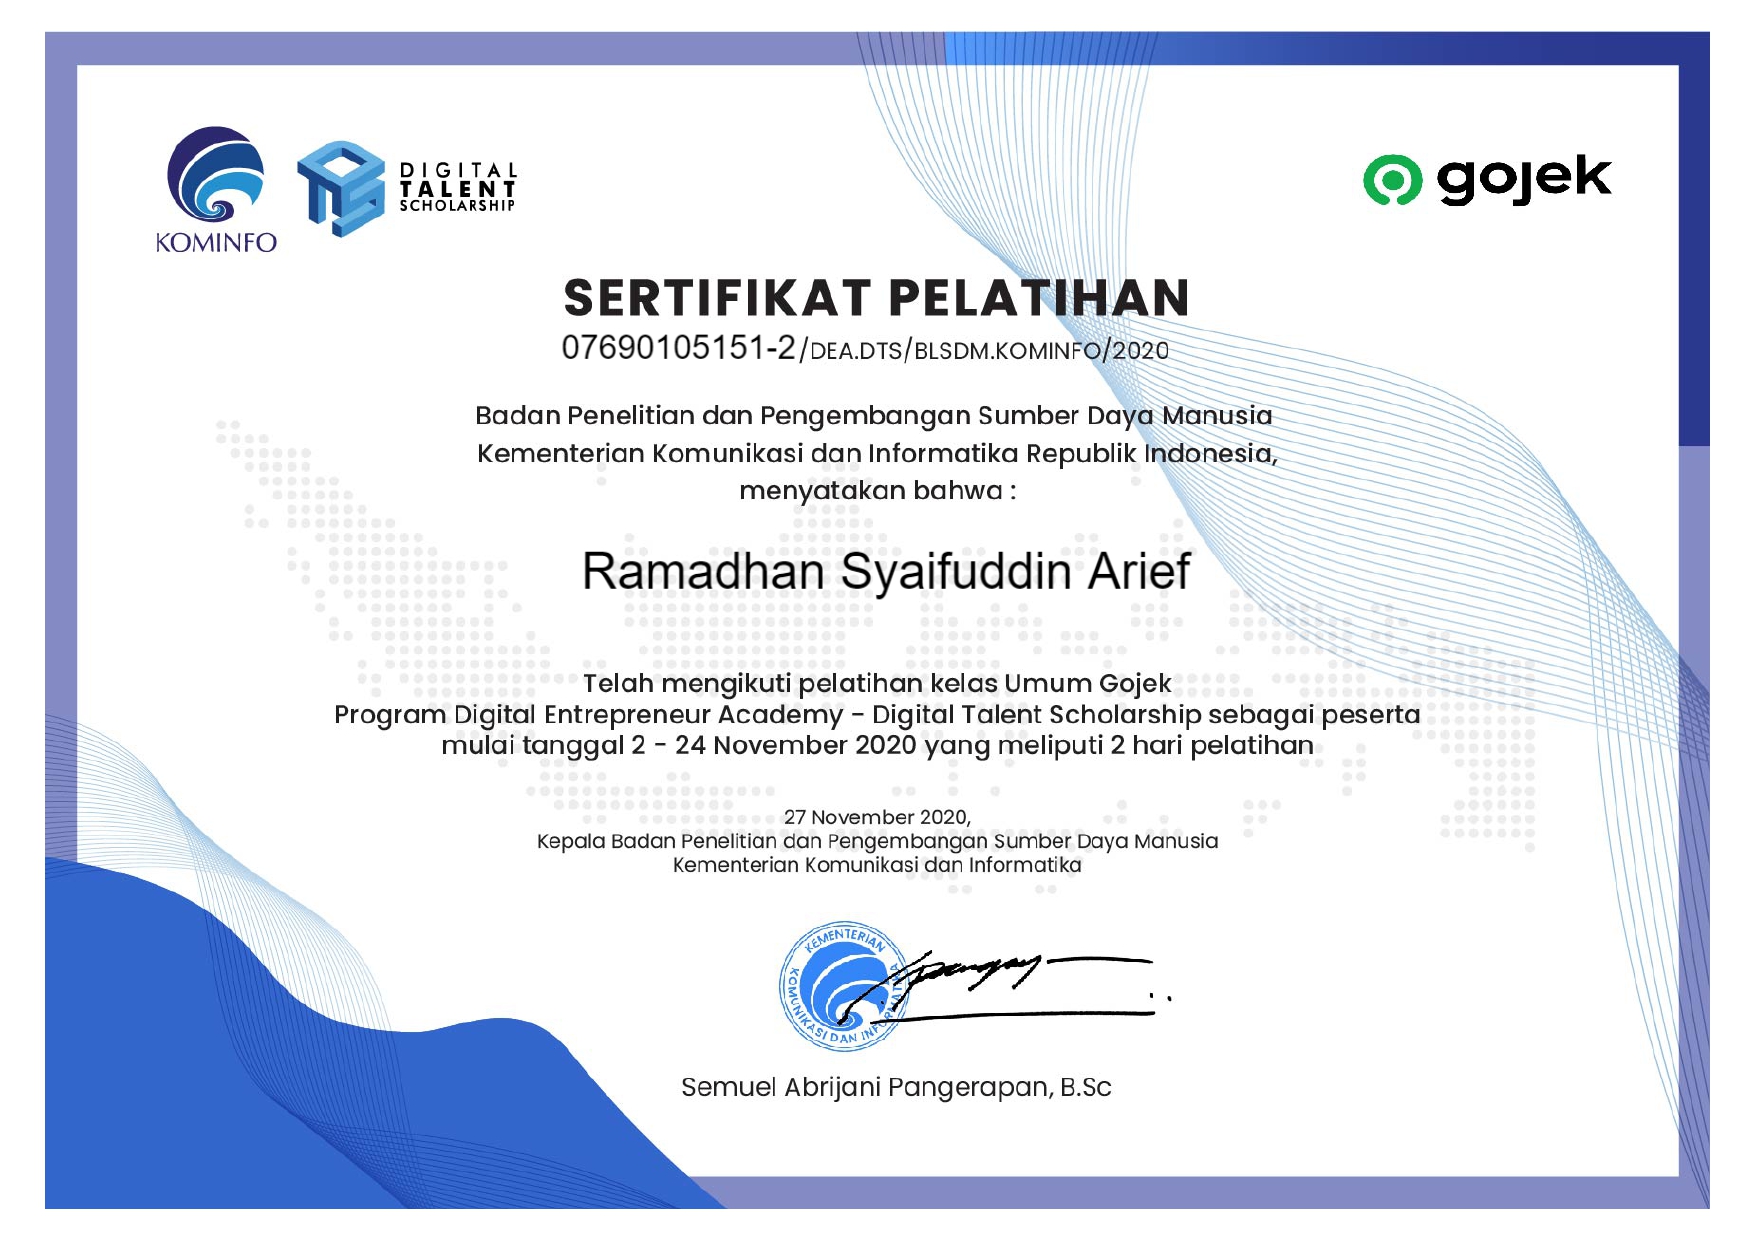 KOMINFO
DIGITAL
TALENT
SCHOLARSHIP
gojek
SERTIFIKAT PELATIHAN
07690105151-2/DEA.DTS/BLSDM.KOMINFO/2020
Badan Penelitian dan Pengembangan Sumber Daya Manusia
Kementerian Komunikasi dan Informatika Republik Indonesia,
menyatakan bahwa :
Ramadhan Syaifuddin Arief
Telah mengikuti pelatihan kelas Umum Gojek
Program Digital Entrepreneur Academy - Digital Talent Scholarship sebagai peserta
mulai tanggal 2 - 24 November 2020 yang meliputi 2 hari pelatihan
27 November 2020,
Kepala Badan Penelitian dan Pengembangan Sumber Daya Manusia
Kementerian Komunikasi dan Informatika
KEMENTERIAN
KOMUNIKASI DAN INFORMATIKA
Semuel Abrijani Pangerapan, B.Sc